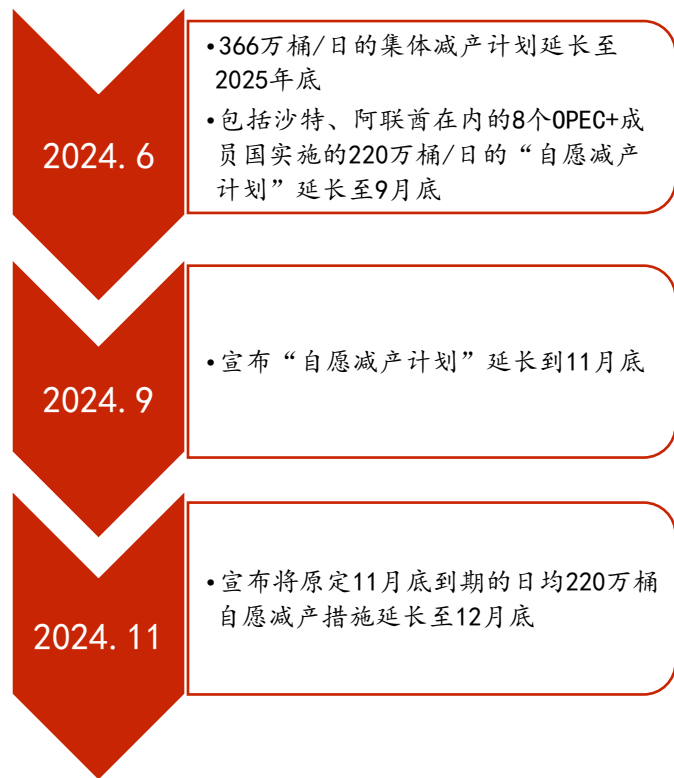 2024.6
•366万桶/日的集体减产计划延长至
2025年底
•包括沙特、阿联酋在内的8个OPEC+成
员国实施的220万桶/日的“自愿减产
计划”延长至9月底
2024.9
•宣布“自愿减产计划”延长到11月底
2024.11
•宣布将原定11月底到期的日均220万桶
自愿减产措施延长至12月底